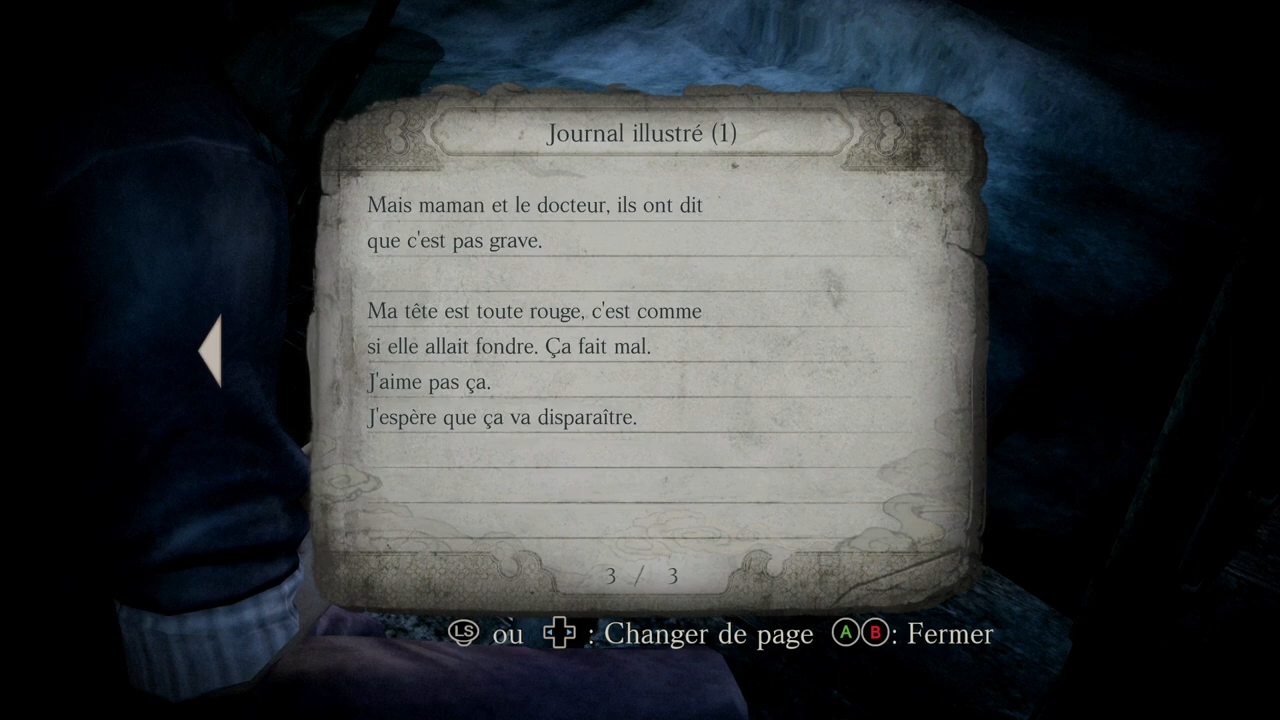 Journal illustré (1)
Mais maman et le docteur, ils ont dit
que c'est pas grave.
Ma tête est toute rouge, c'est comme
si elle allait fondre. Ça fait mal.
J'aime pas ça.
J'espère que ça va disparaître.
3 / 3
LS ou : Changer de page A B : Fermer